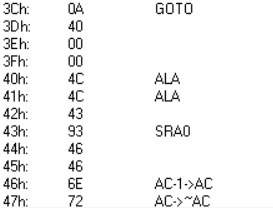 3Ch: 0A GOTO
3Dh: 40
3Eh: 00
3Fh: 00
40h: 4C ALA
41h: 4C ALA
42h: 43
43h: 93 SRA0
44h: 46
45h: 46
46h: 6E AC-1->AC
47h: 72 AC->~AC